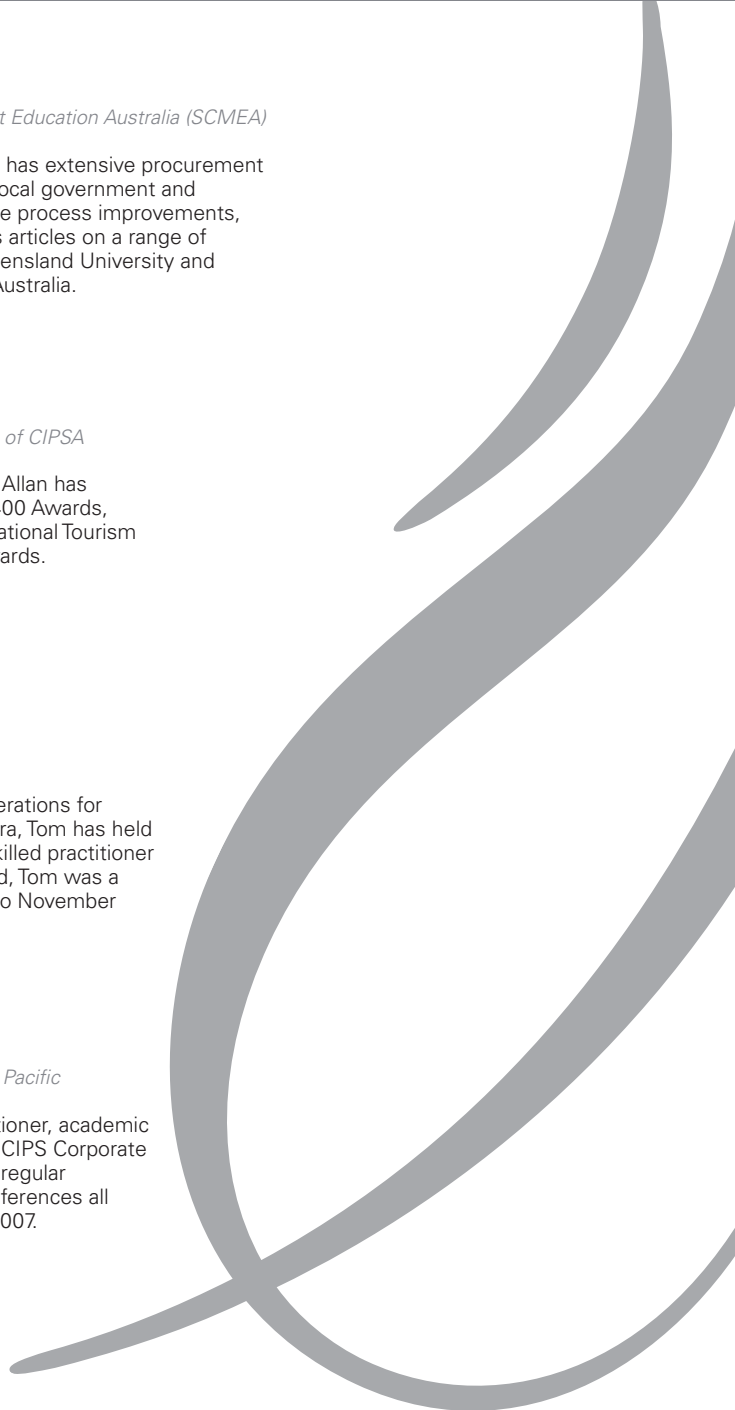 t Education Australia (SCMEA)
has extensive procurement
ocal government and
e process improvements,
s articles on a range of
ensland University and
Australia.
of CIPSA
Allan has
00 Awards,
ational Tourism
ards.
erations for
ra, Tom has held
killed practitioner
d, Tom was a
o November
Pacific
ioner, academic
CIPS Corporate
regular
ferences all
007.